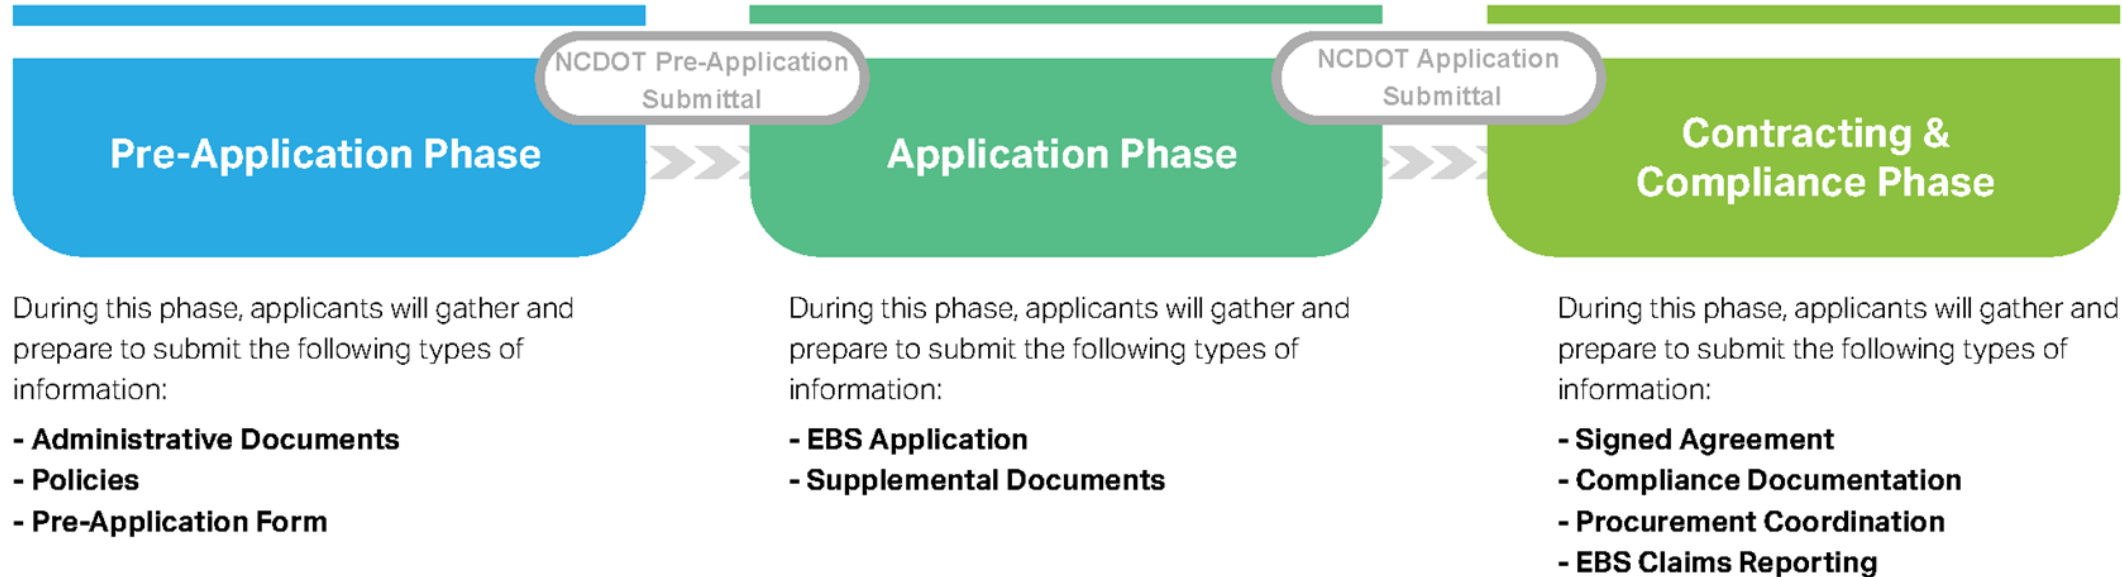 NCDOT Pre-Application
Submittal
NCDOT Application
Submittal
Pre-Application Phase
Application Phase
Contracting &
Compliance Phase
During this phase, applicants will gather and
prepare to submit the following types of
information:
- Administrative Documents
- Policies
- Pre-Application Form
During this phase, applicants will gather and
prepare to submit the following types of
information:
- EBS Application
- Supplemental Documents
During this phase, applicants will gather and
prepare to submit the following types of
information:
- Signed Agreement
- Compliance Documentation
- Procurement Coordination
- EBS Claims Reporting